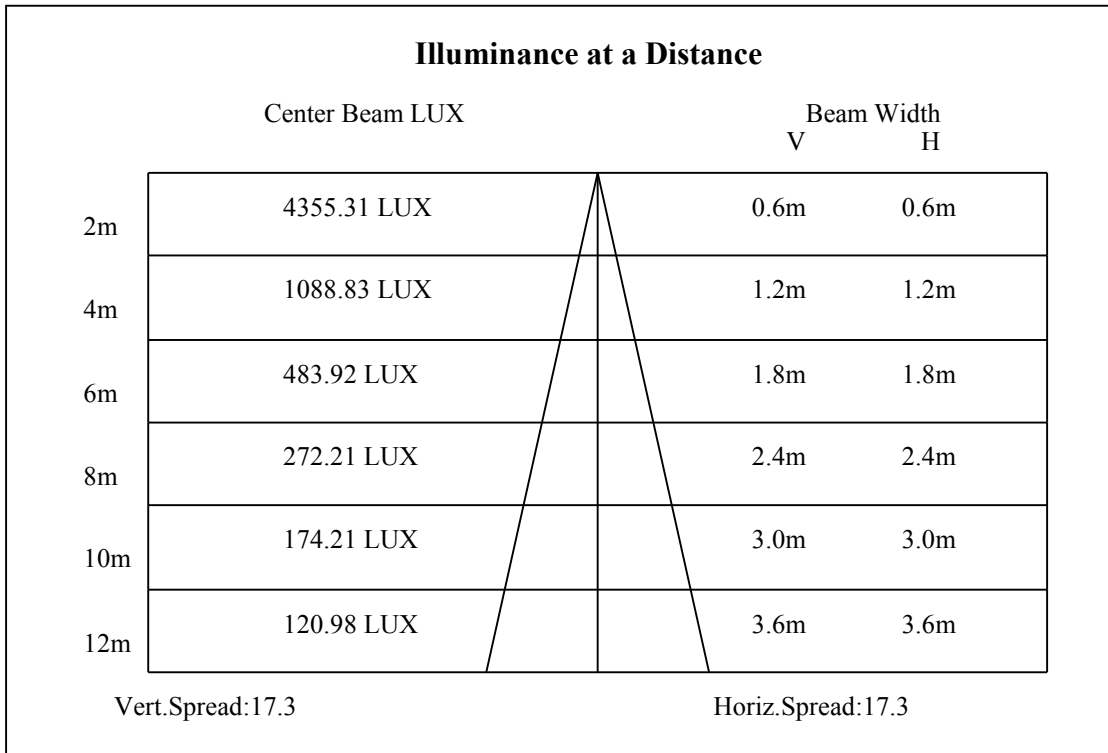 Illuminance at a Distance
Center Beam LUX Beam Width
V H
2m 4355.31 LUX 0.6m 0.6m
4m 1088.83 LUX 1.2m 1.2m
6m 483.92 LUX 1.8m 1.8m
8m 272.21 LUX 2.4m 2.4m
10m 174.21 LUX 3.0m 3.0m
12m 120.98 LUX 3.6m 3.6m
Vert.Spread:17.3 Horiz.Spread:17.3